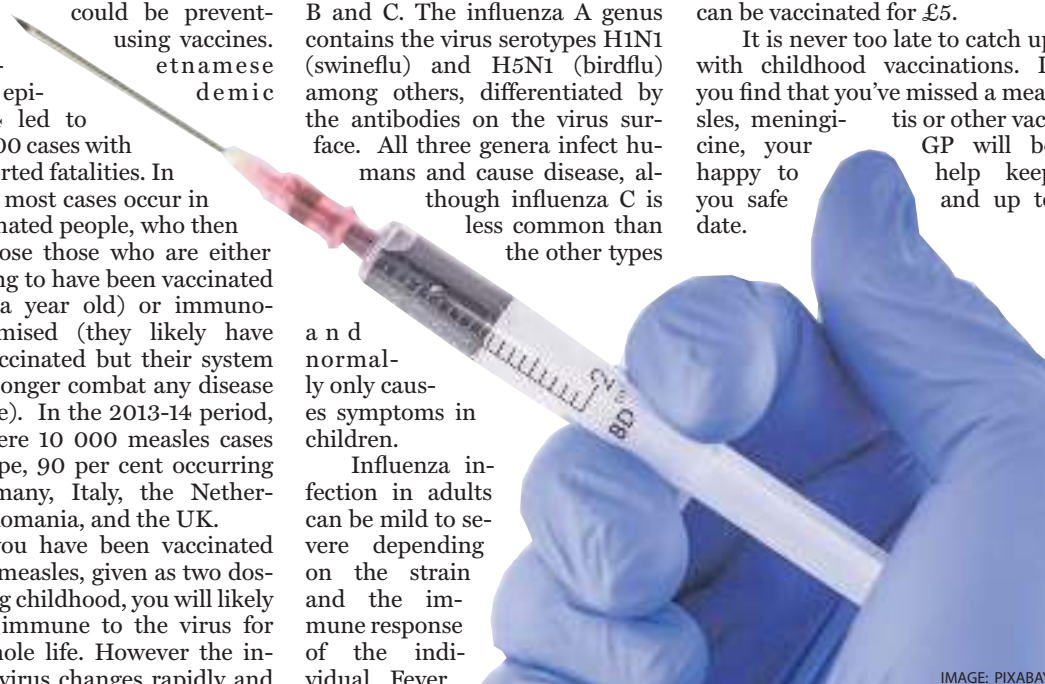 could be prevent-
using vaccines.
- etnamese
epi- demic
s led to
00 cases with
rted fatalities. In
most cases occur in
nated people, who then
ose those who are either
ng to have been vaccinated
a year old) or immuno-
mised (they likely have
ccinated but their system
onger combat any disease
e). In the 2013-14 period,
ere 10 000 measles cases
pe, 90 per cent occurring
many, Italy, the Nether-
omania, and the UK.
you have been vaccinated
measles, given as two dos-
g childhood, you will likely
immune to the virus for
hole life. However the in-
virus changes rapidly and
B and C. The influenza A genus
contains the virus serotypes H1N1
(swineflu) and H5N1 (birdflu)
among others, differentiated by
the antibodies on the virus sur-
face. All three genera infect hu-
mans and cause disease, al-
though influenza C is
less common than
the other types
and
normal-
ly only caus-
es symptoms in
children.
Influenza in-
fection in adults
can be mild to se-
vere depending
on the strain
and the im-
mune response
of the indi-
vidual. Fever
can be vaccinated for £5.
It is never too late to catch up
with childhood vaccinations. I
you find that you've missed a mea
sles, meningi- tis or other vac
cine, your GP will be
happy to help keep
you safe and up to
date.
2
BD
IMAGE: PIXABAY